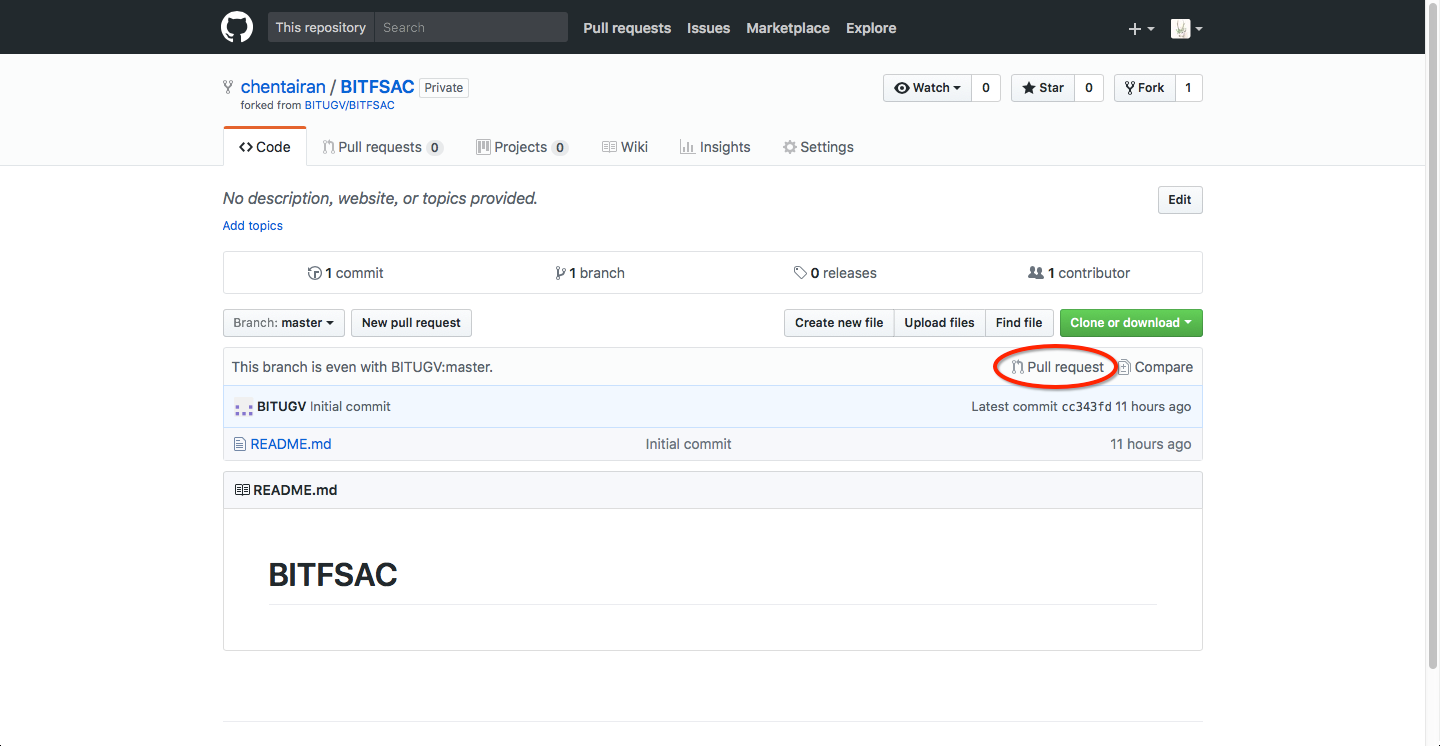 This repository Search Pull requests Issues Marketplace Explore
chentairan / BITFSAC Private Watch 0 Star 0 Fork 1
forked from BITUGV/BITFSAC
Code Pull requests 0 Projects 0 Wiki Insights Settings
No description, website, or topics provided. Edit
Add topics
1 commit 1 branch 0 releases 1 contributor
Branch: master New pull request Create new file Upload files Find file Clone or download
This branch is even with BITUGV:master. Pull request Compare
BITUGV Initial commit Latest commit cc343fd 11 hours ago
README.md Initial commit 11 hours ago
README.md
BITFSAC